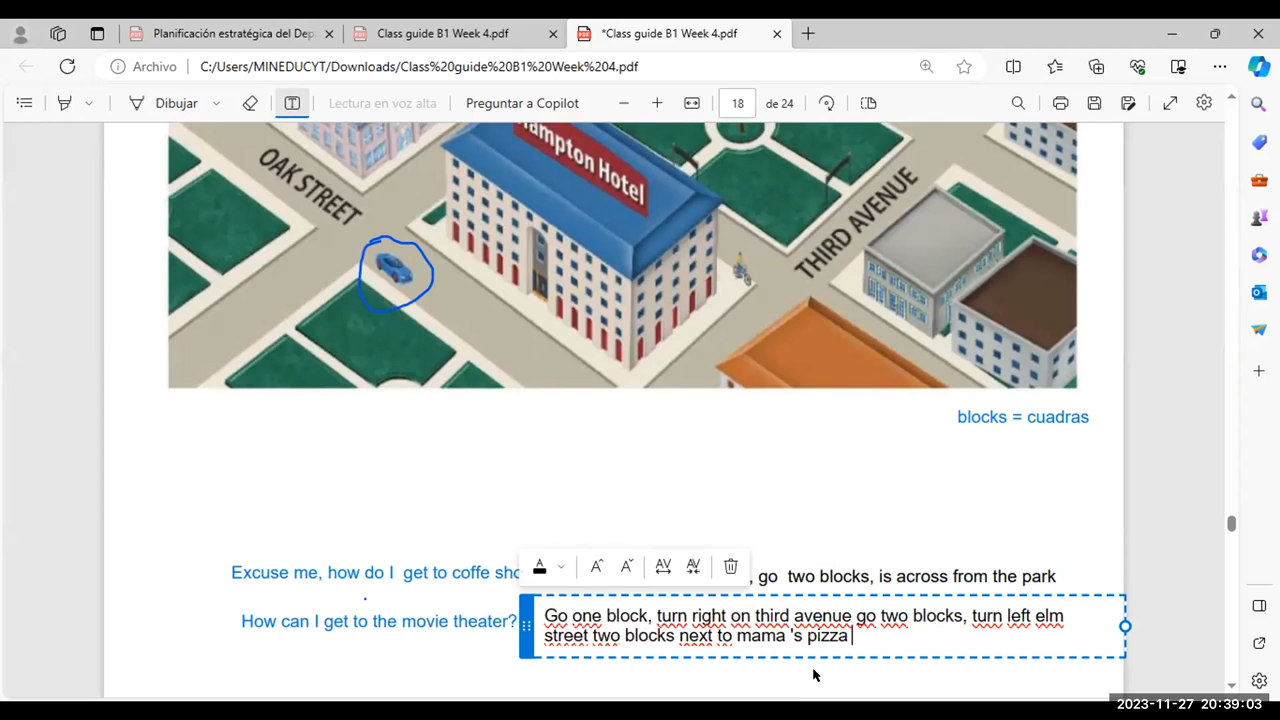 Planificación estratégica del Dep
Class guide B1 Week 4.pdf
*Class guide B1 Week 4.pdf
Archivo
C:/Users/MINEDUCYT/Downloads/Class%20guide%20B1%20Week%204.pdf
Dibujar
Lectura en voz alta
Preguntar a Copilot
18
de 24
Hampton Hotel
OAK STREET
THIRD AVENUE
blocks = cuadras
Excuse me, how do I get to coffe sho
, go two blocks, is across from the park
.
How can I get to the movie theater?
Go one block, turn right on third avenue go two blocks, turn left elm
street two blocks next to mama 's pizza
2023-11-27 20:39:03